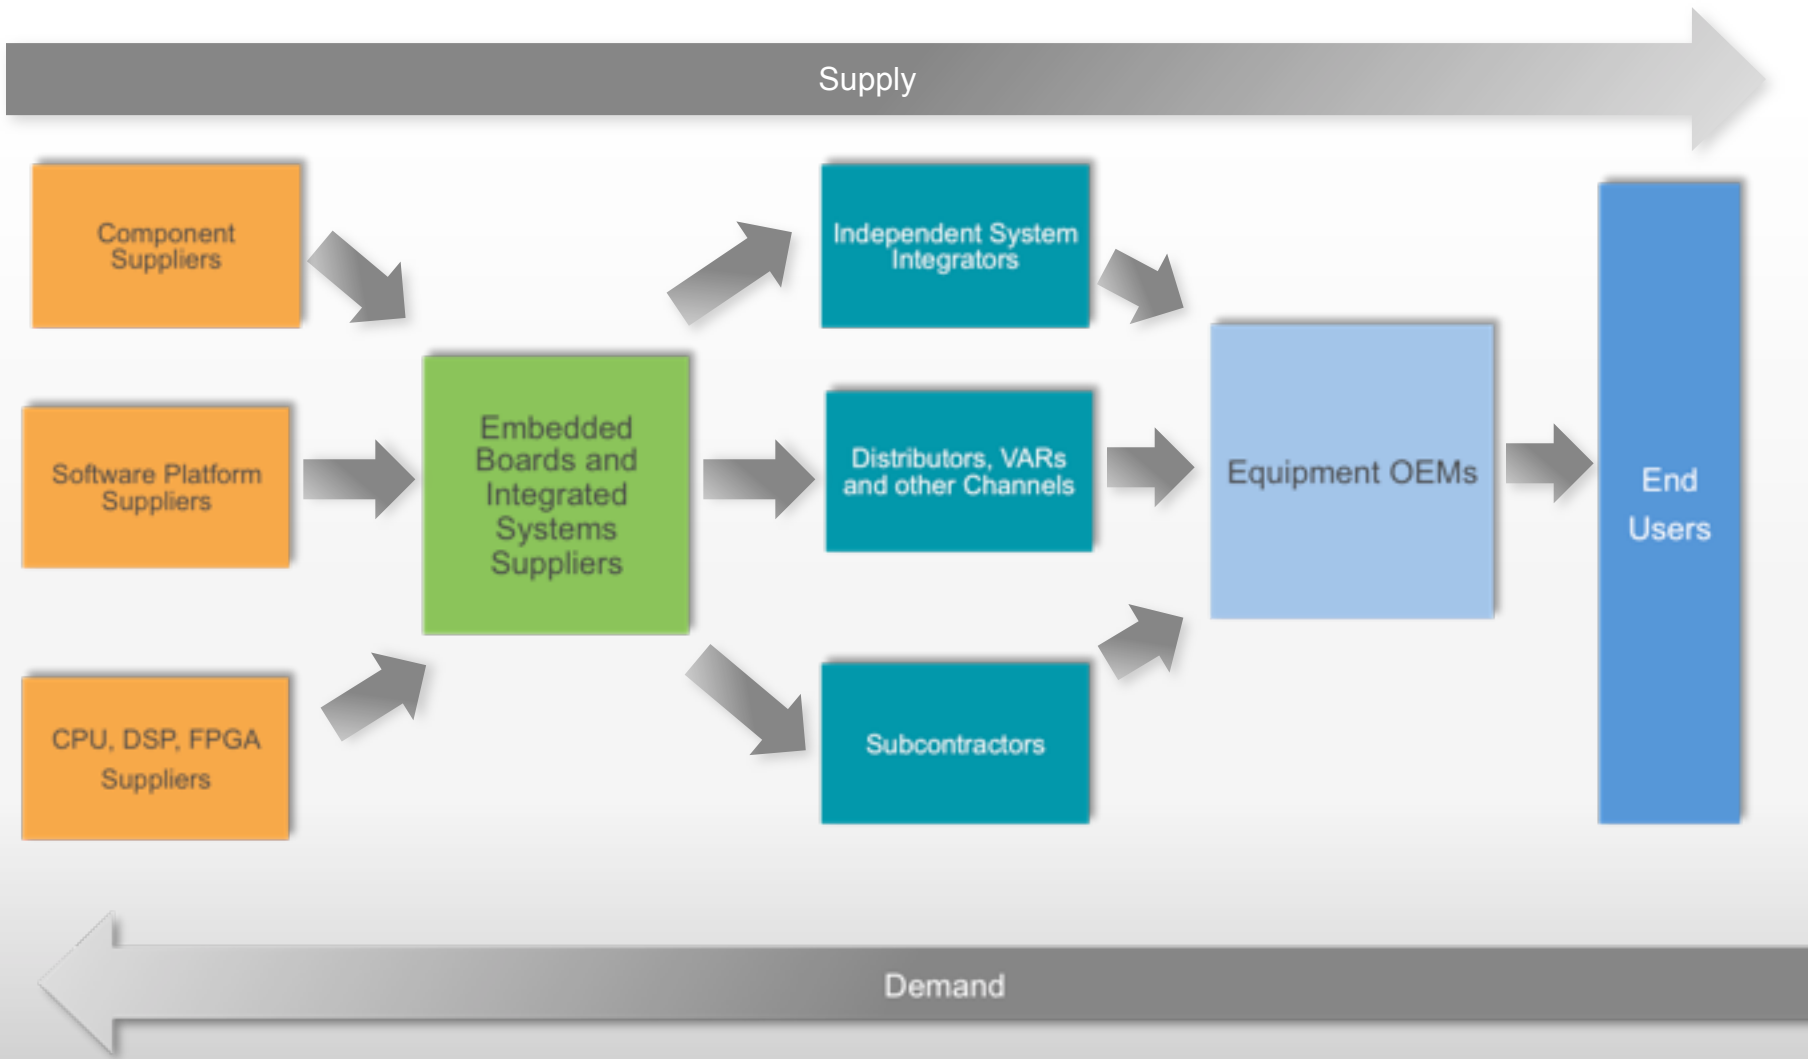 Supply
Component
Suppliers
Independent System
Integrators
Software Platform
Suppliers
Embedded
Boards and
Integrated
Systems
Suppliers
Distributors, VARs
and other Channels
Equipment OEMs
End
Users
CPU, DSP, FPGA
Suppliers
Subcontractors
Demand